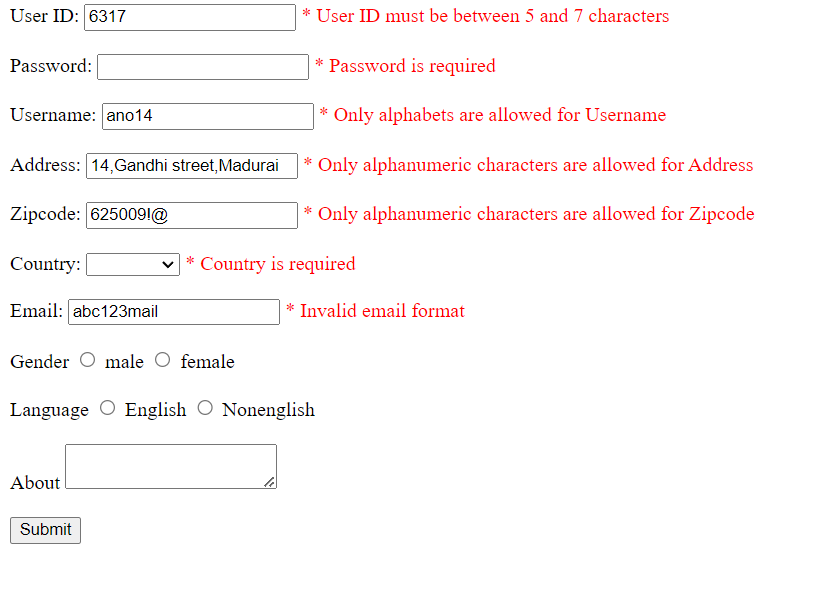 User ID: 6317 * User ID must be between 5 and 7 characters
Password: * Password is required
Username: ano14 * Only alphabets are allowed for Username
Address: 14,Gandhi street,Madurai * Only alphanumeric characters are allowed for Address
Zipcode: 625009!@ * Only alphanumeric characters are allowed for Zipcode
Country: * Country is required
Email: abc123mail * Invalid email format
Gender male female
Language English Nonenglish
About
Submit